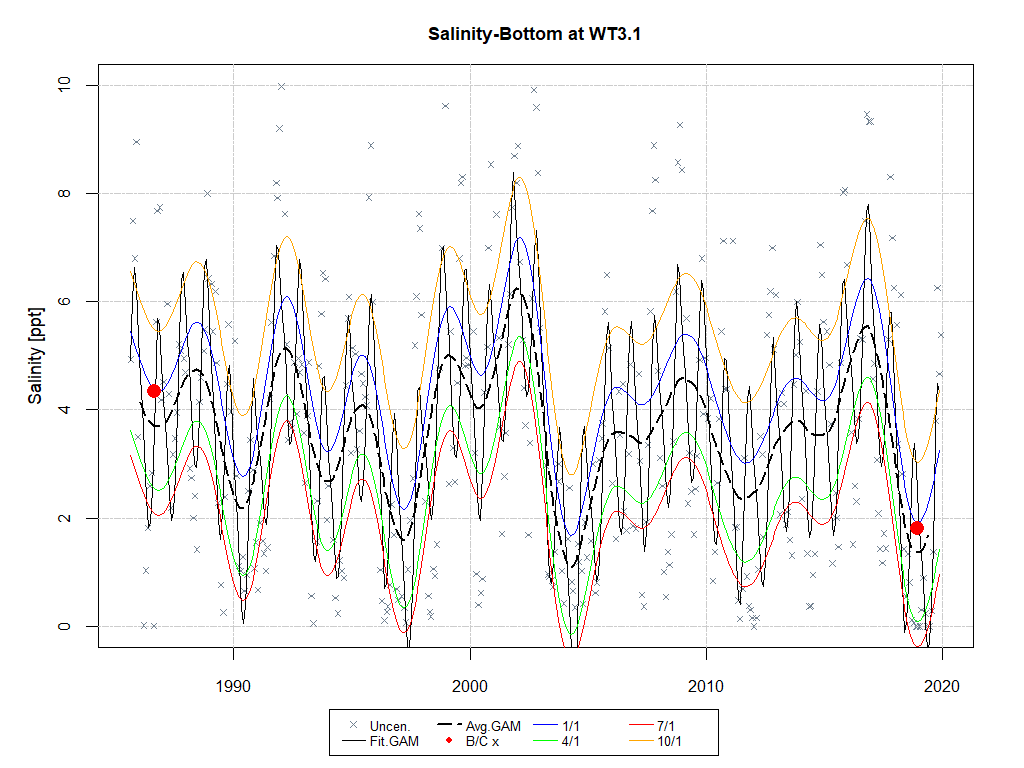 Salinity-Bottom at WT3.1
Salinity [ppt]
10
8
6
4
2
0
1990 2000 2010 2020
Uncen. Avg.GAM 1/1 7/1
Fit.GAM B/C x 4/1 10/1